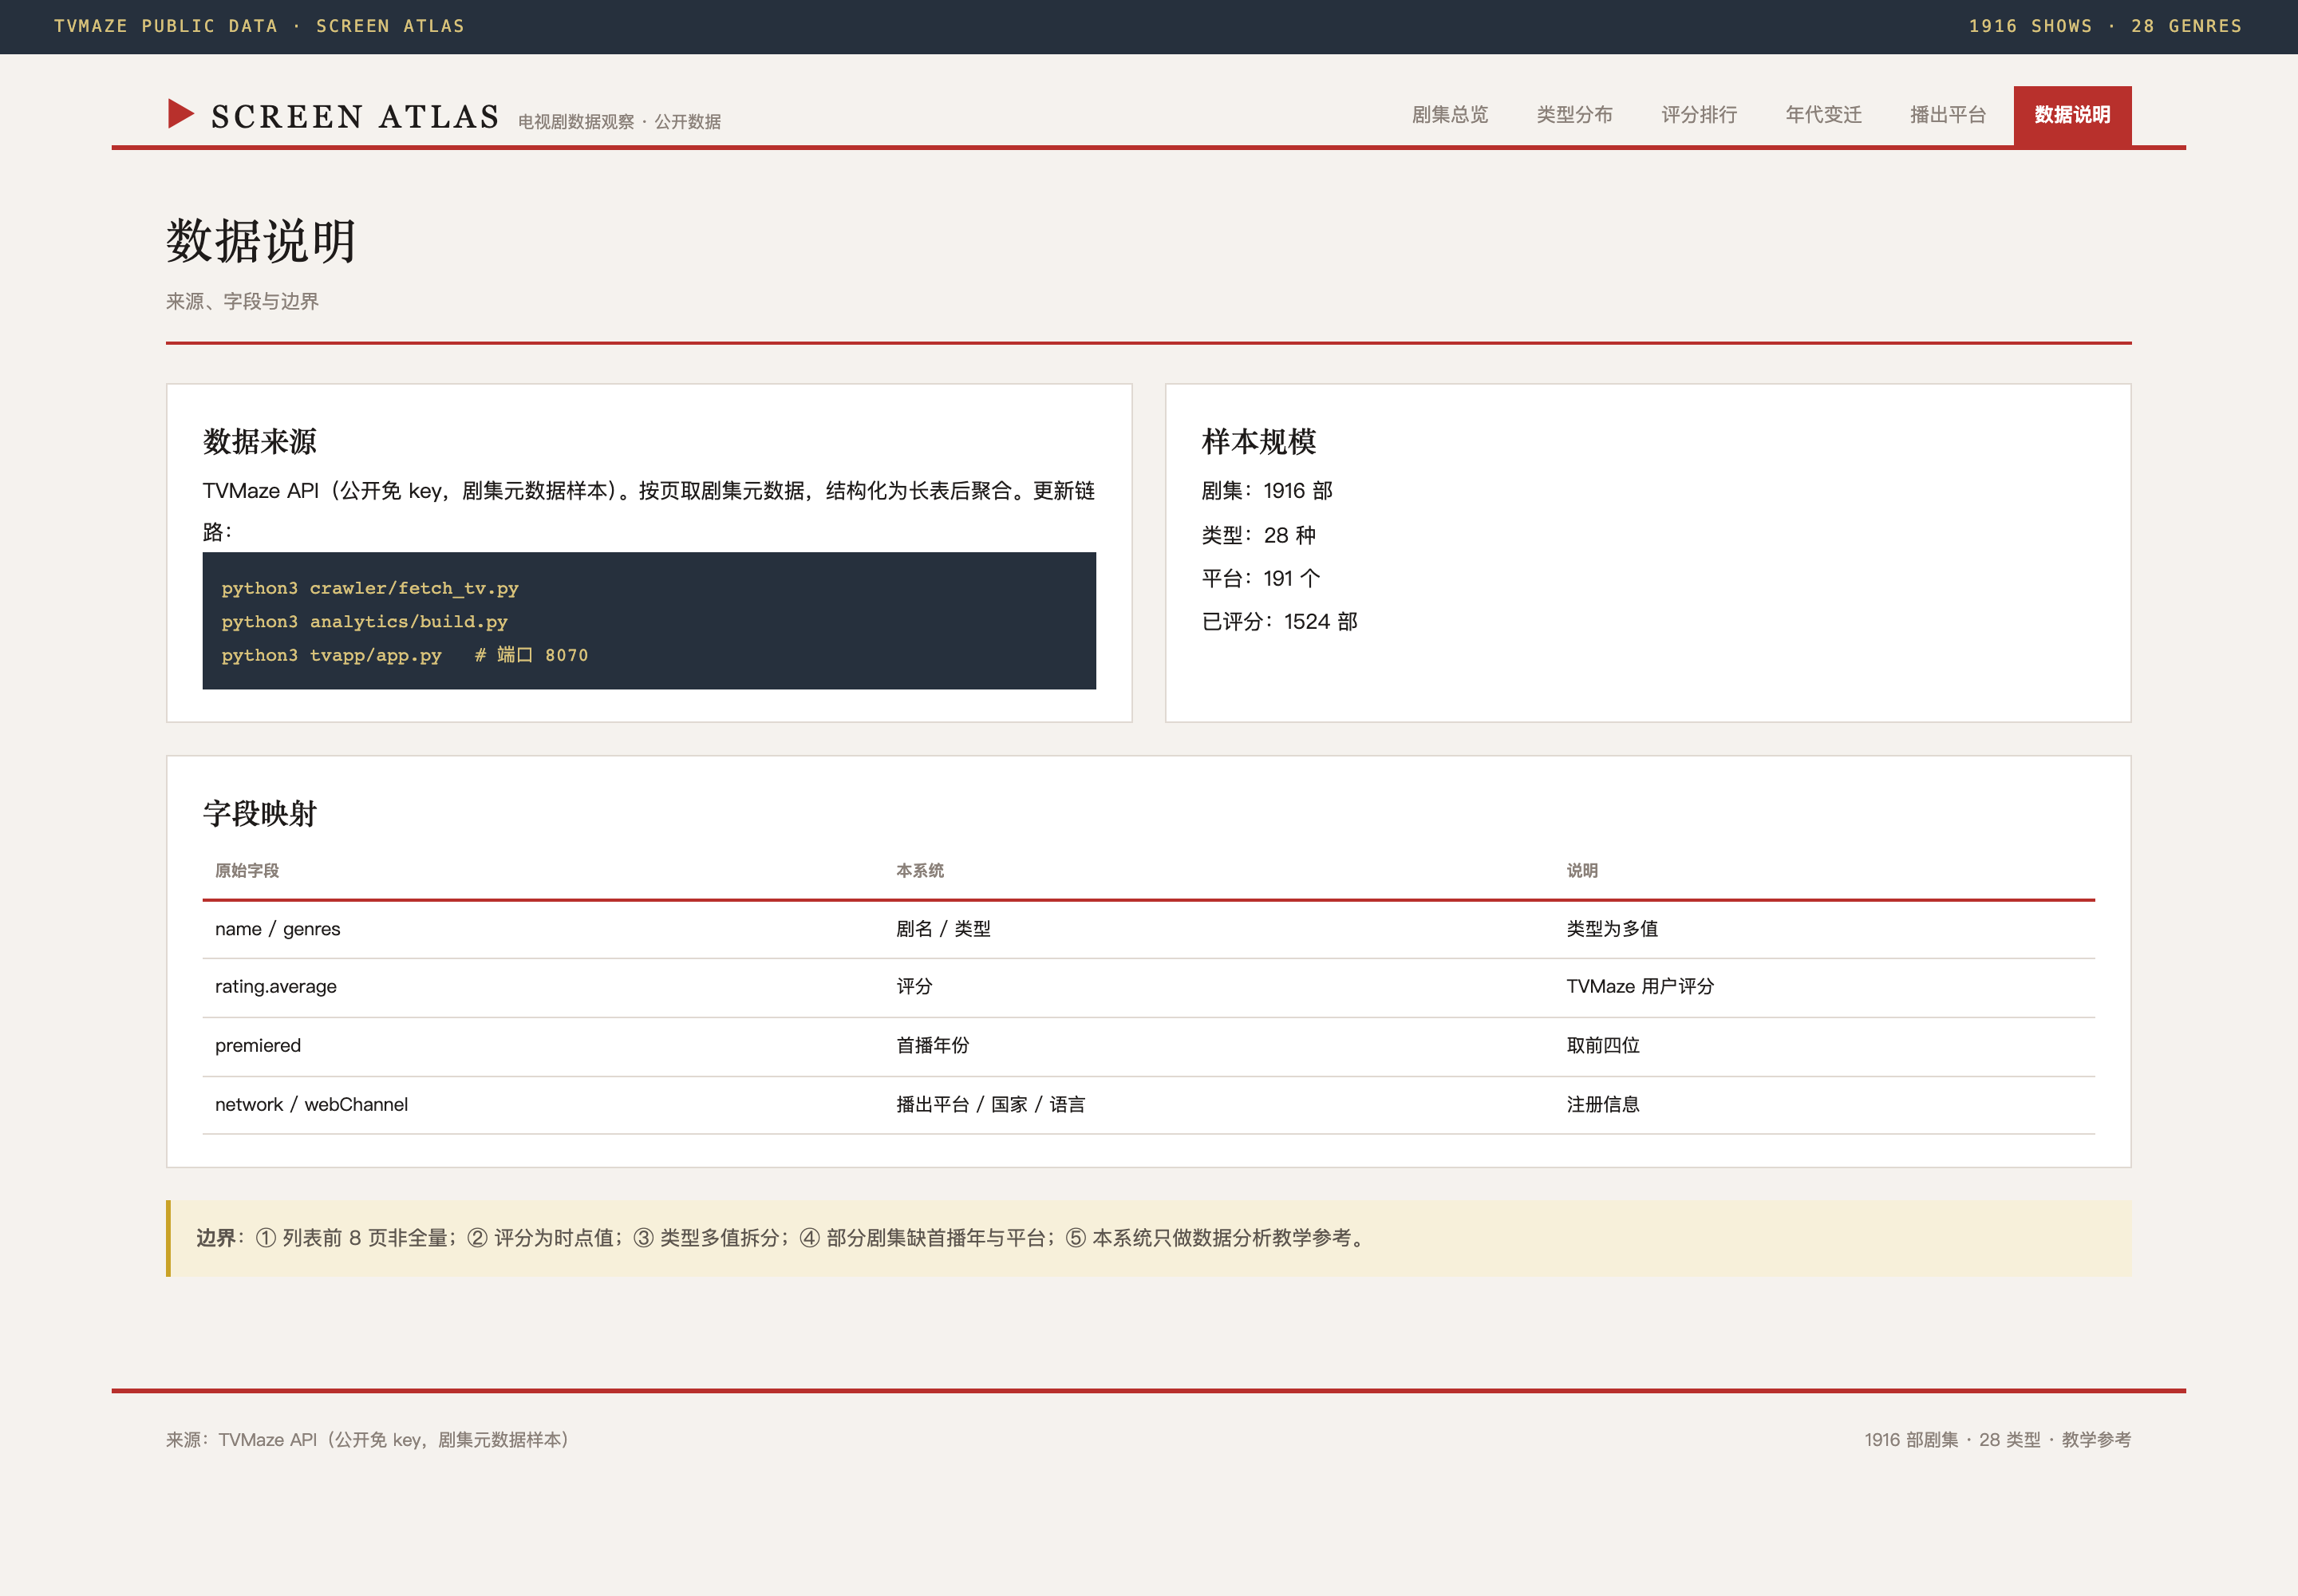 TVMAZE PUBLIC DATA · SCREEN ATLAS
1916 SHOWS · 28 GENRES
SCREEN ATLAS 电视剧数据观察 · 公开数据
剧集总览 类型分布 评分排行 年代变迁 播出平台 数据说明
数据说明
来源、字段与边界
数据来源
TVMaze API（公开免 key，剧集元数据样本）。按页取剧集元数据，结构化为长表后聚合。更新链
路：
python3 crawler/fetch_tv.py
python3 analytics/build.py
python3 tvapp/app.py # 端口 8070
样本规模
剧集：1916 部
类型：28 种
平台：191 个
已评分：1524 部
字段映射
原始字段 本系统 说明
name / genres 剧名 / 类型 类型为多值
rating.average 评分 TVMaze 用户评分
premiered 首播年份 取前四位
network / webChannel 播出平台 / 国家 / 语言 注册信息
边界：① 列表前 8 页非全量；② 评分为时点值；③ 类型多值拆分；④ 部分剧集缺首播年与平台；⑤ 本系统只做数据分析教学参考。
来源：TVMaze API（公开免 key，剧集元数据样本）
1916 部剧集 · 28 类型 · 教学参考